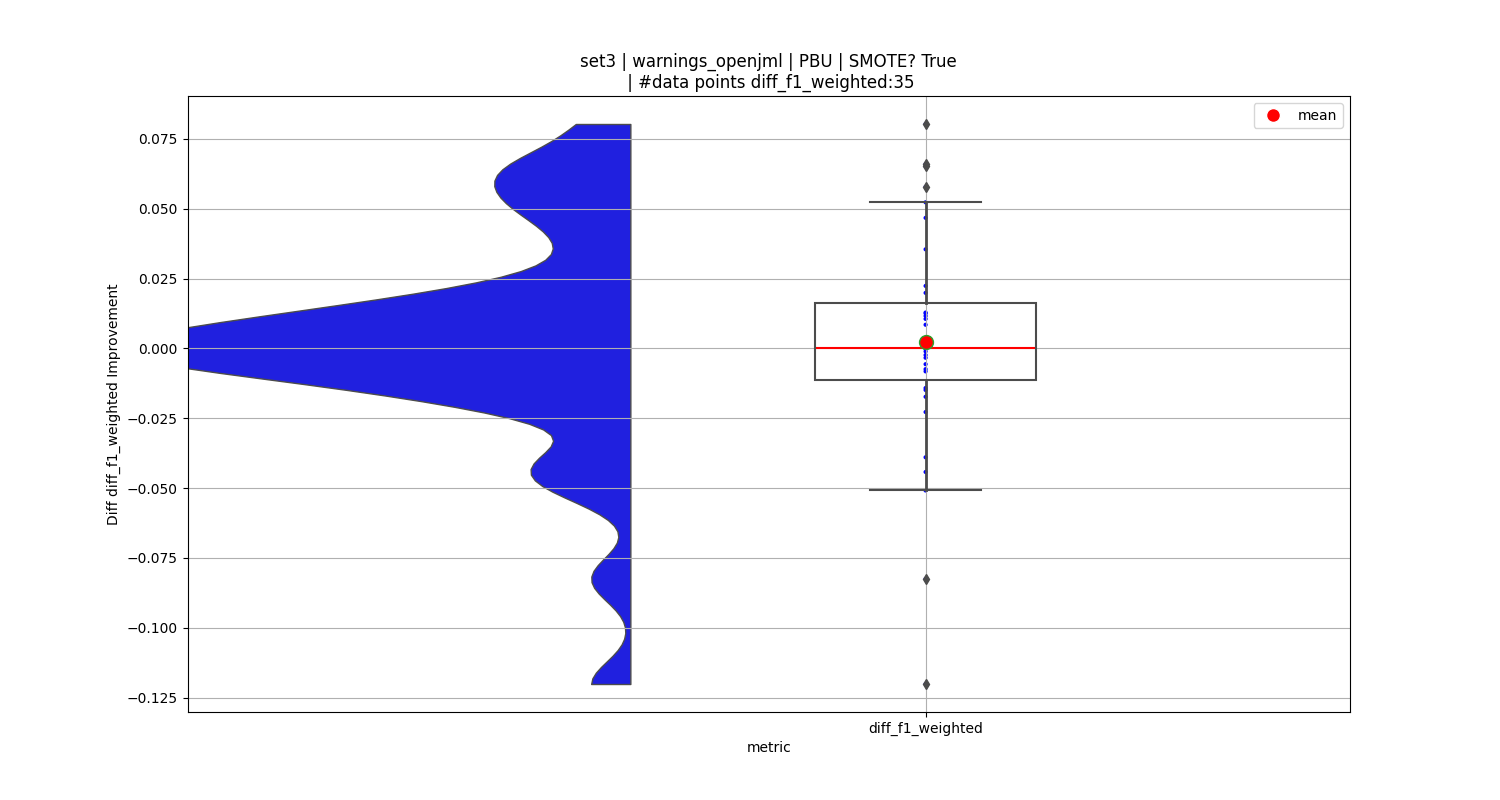 set3 | warnings_openjml | PBU | SMOTE? True
| #data points diff_f1_weighted:35
mean
0.075
0.050
0.025
0.000
−0.025
−0.050
−0.075
−0.100
−0.125
Diff diff_f1_weighted Improvement
diff_f1_weighted
metric